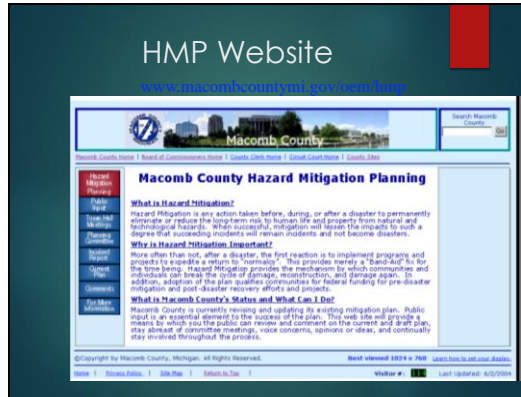 HMP Website
www.macombcountymi.gov/oem/hmp
Macomb County
Search Macomb
County
Go
Macomb County Home | Board of Commissioners Home | County Clerk Home | Circuit Court Home | County Sites
Hazard
Mitigation
Planning
Public
Input
Town Hall
Meetings
Planning
Committee
Incident
Report
Current
Plan
Comments
For More
Information
Macomb County Hazard Mitigation Planning
What is Hazard Mitigation?
Hazard Mitigation is any action taken before, during, or after a disaster to permanently
eliminate or reduce the long-term risk to human life and property from natural and
technological hazards. When successful, mitigation will lessen the impacts to such a
degree that succeeding incidents will remain incidents and not become disasters.
Why is Hazard Mitigation Important?
More often than not, after a disaster, the first reaction is to implement programs and
projects to expedite a return to "normalcy". This provides merely a "Band-Aid" fix for
the time being. Hazard Mitigation provides the mechanism by which communities and
individuals can break the cycle of damage, reconstruction, and damage again. In
addition, adoption of the plan qualifies communities for federal funding for pre-disaster
mitigation and post-disaster recovery efforts and projects.
What is Macomb County's Status and What Can I Do?
Macomb County is currently revising and updating its existing mitigation plan. Public
input is an essential element to the success of the plan. This web site will provide a
means by which you the public can review and comment on the current and draft plan,
stay abreast of committee meetings, voice concerns, opinions or ideas, and continually
stay involved throughout the process.
©Copyright by Macomb County, Michigan. All Rights Reserved.
Best viewed 1024 x 768 Learn how to set your display.
Home | Privacy Policy | Site Map | Return to Top |
Visitor #:
Last Updated: 6/2/2004